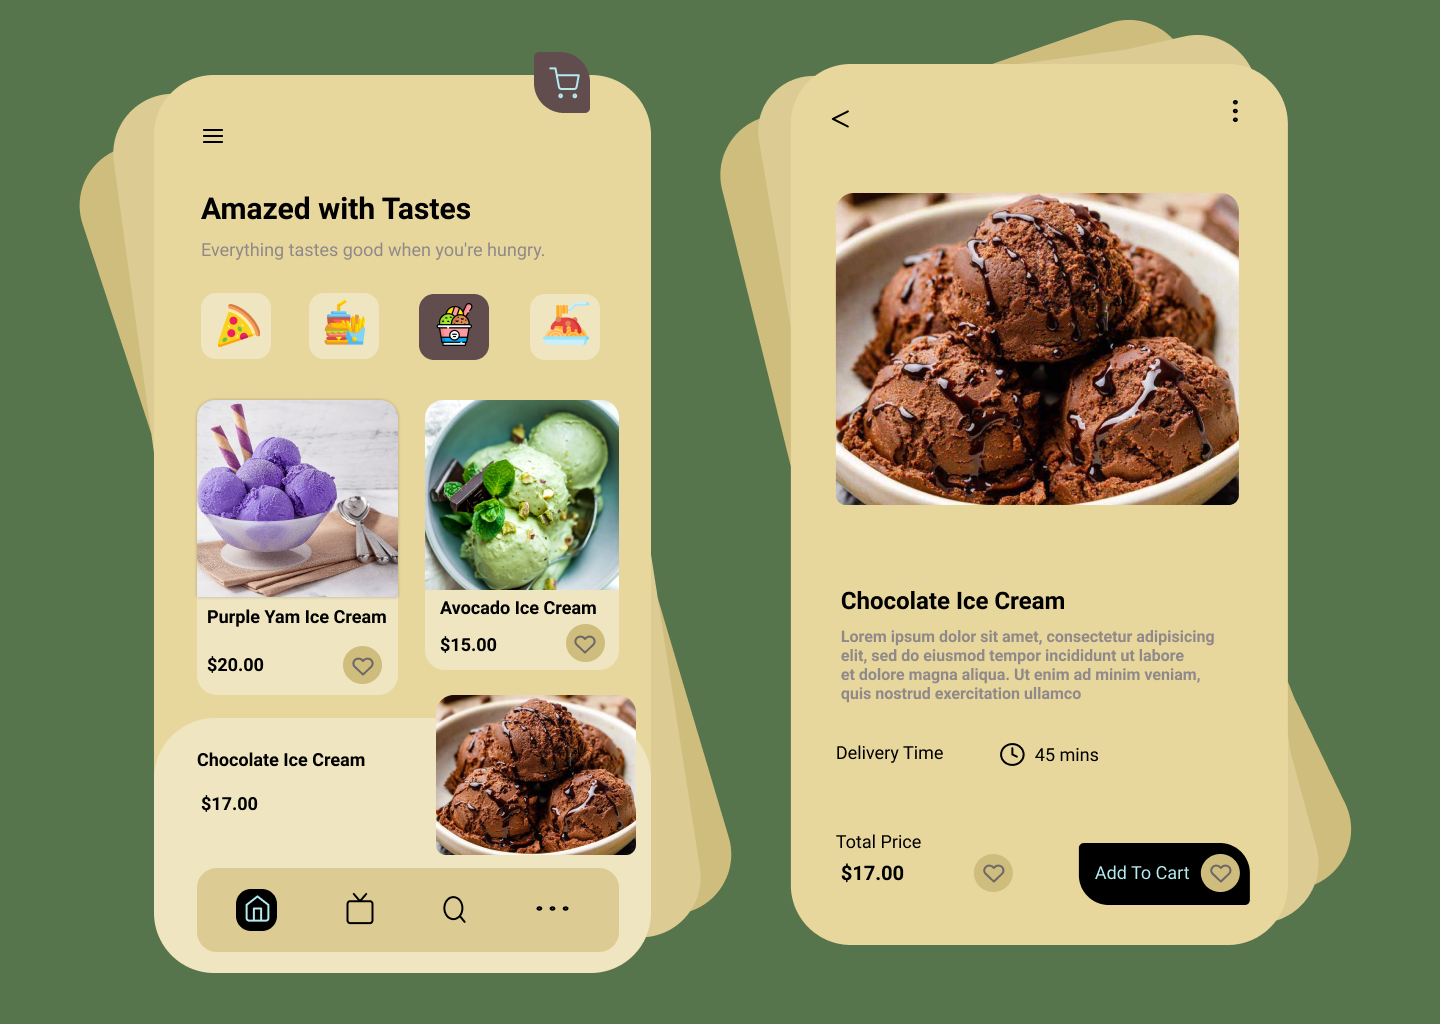 Amazed with Tastes
Everything tastes good when you're hungry.
Purple Yam Ice Cream
$20.00
Avocado Ice Cream
$15.00
Chocolate Ice Cream
$17.00
Chocolate Ice Cream
Lorem ipsum dolor sit amet, consectetur adipisicing
elit, sed do eiusmod tempor incididunt ut labore
et dolore magna aliqua. Ut enim ad minim veniam,
quis nostrud exercitation ullamco
Delivery Time
45 mins
Total Price
$17.00
Add To Cart